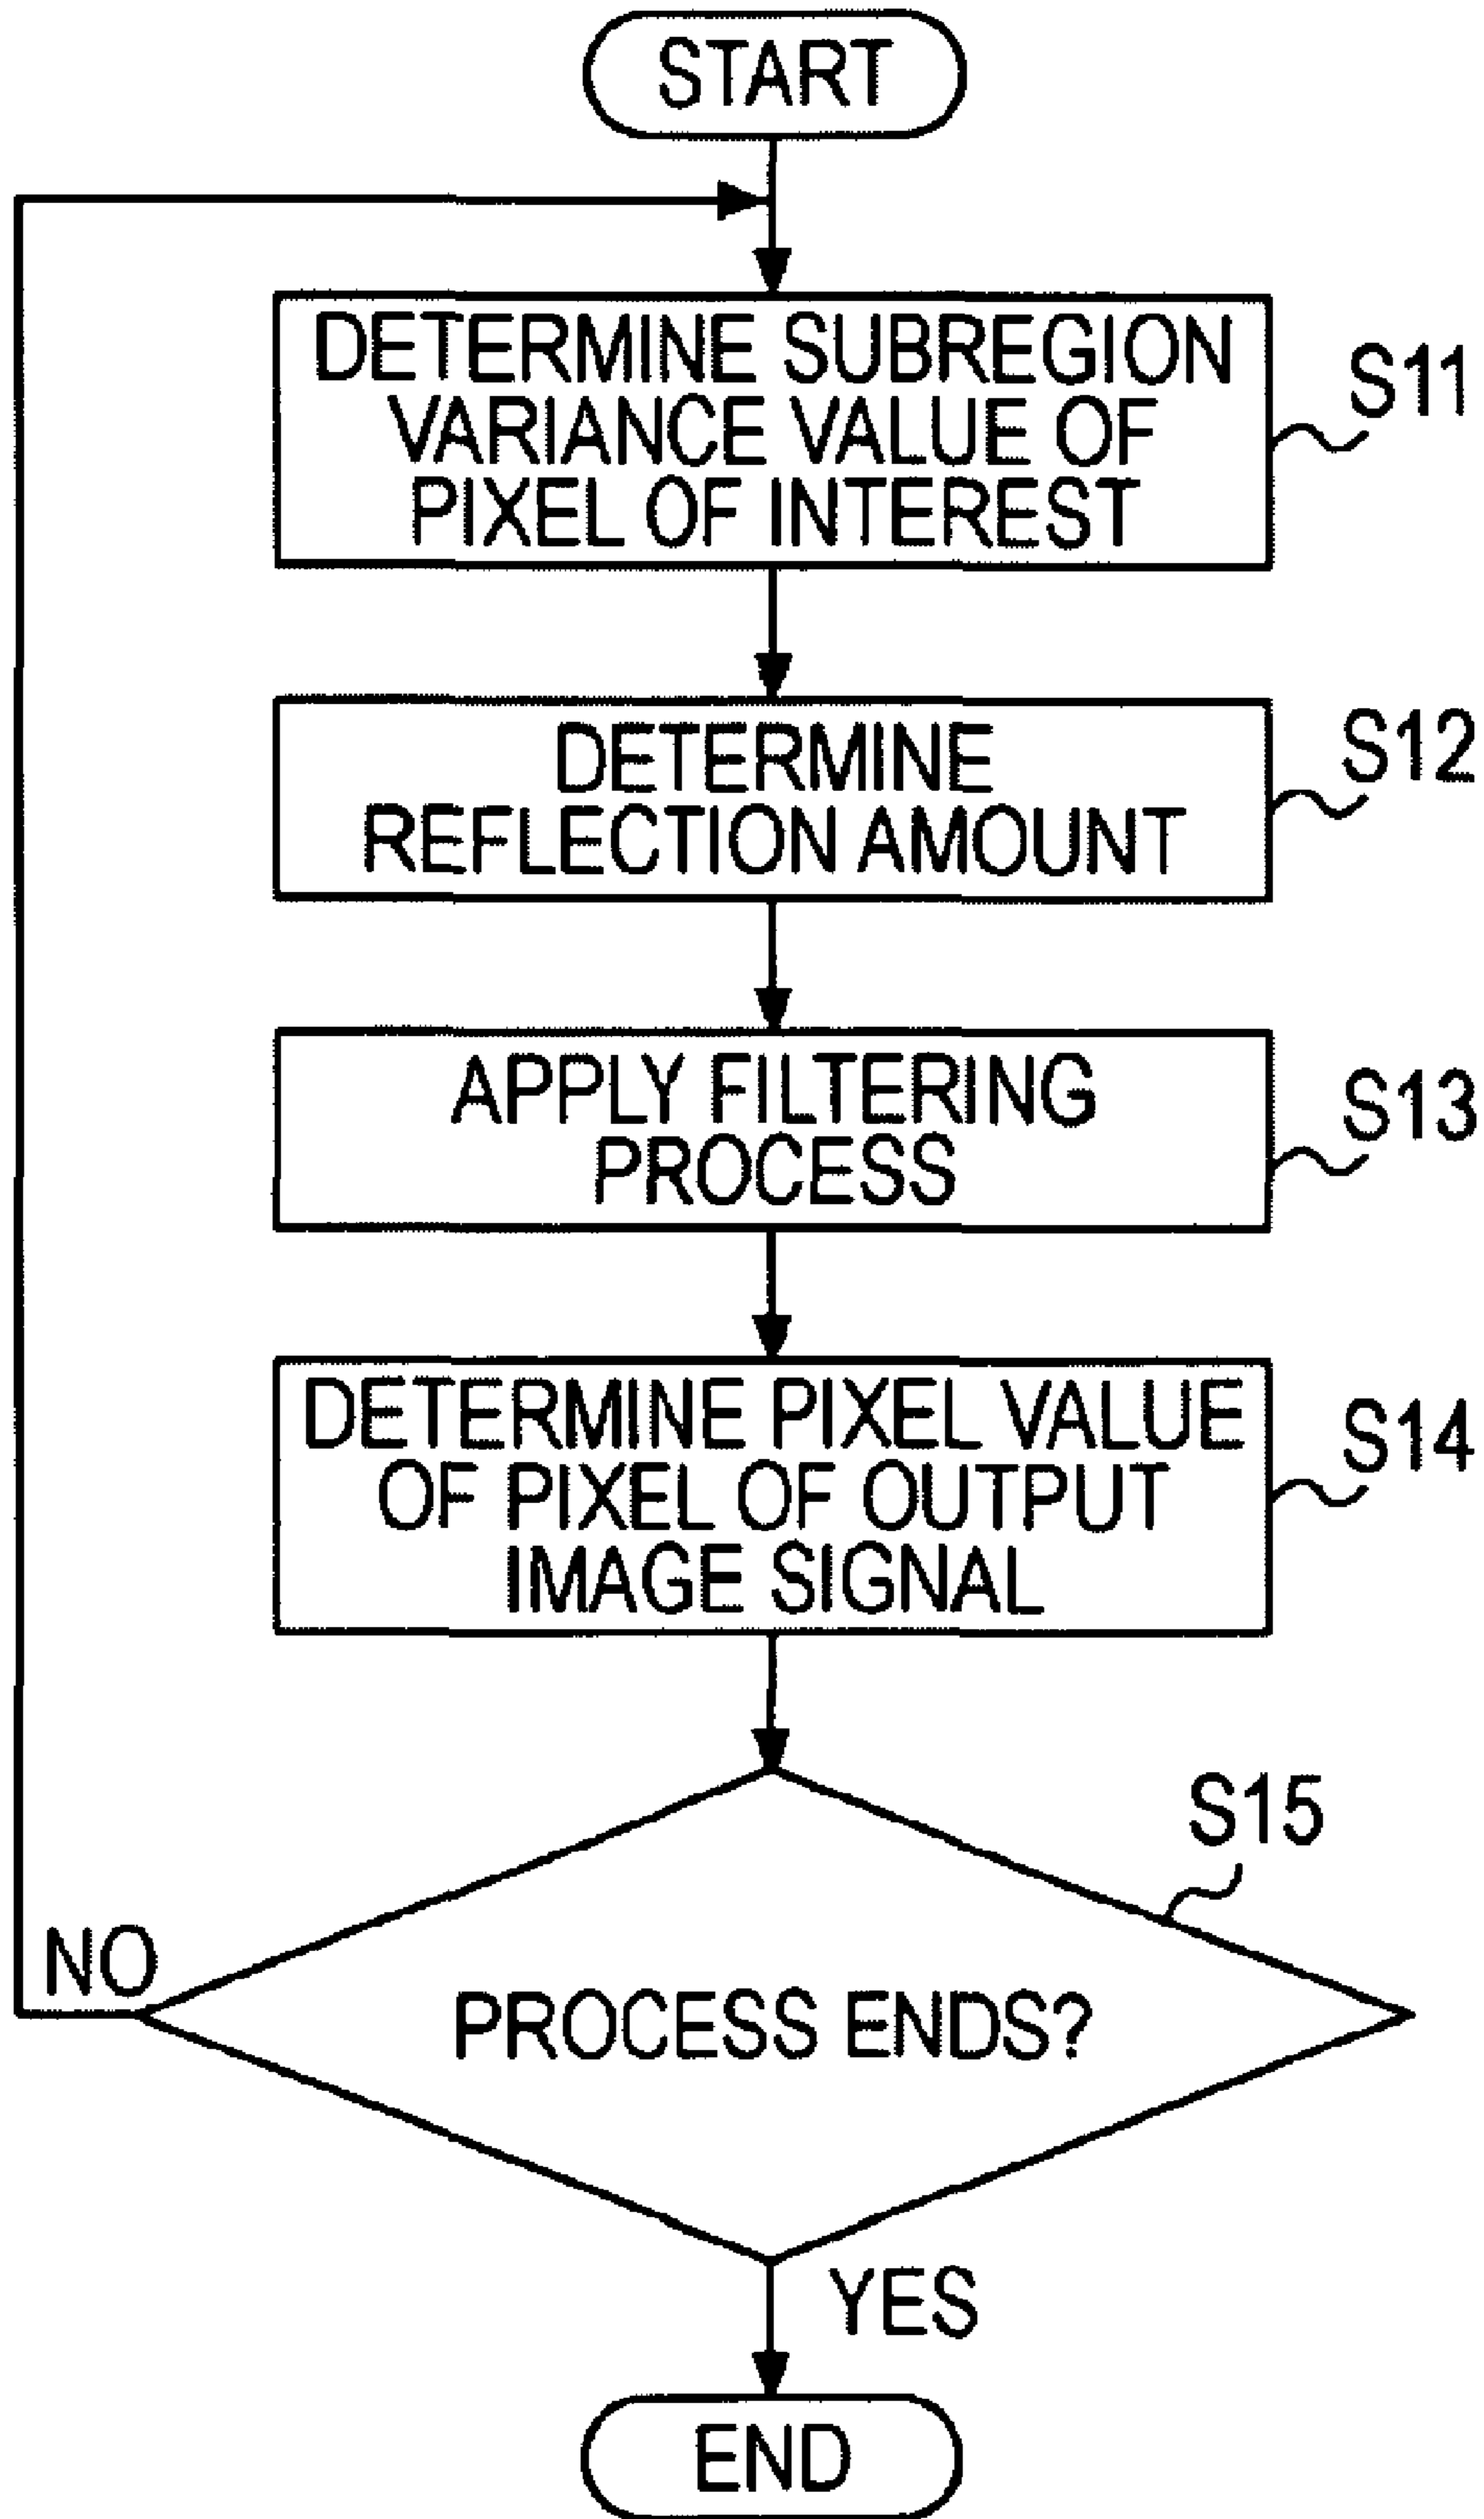 START
DETERMINE SUBREGION
VARIANCE VALUE OF
PIXEL OF INTEREST
S11
DETERMINE
REFLECTION AMOUNT
S12
APPLY FILTERING
PROCESS
S13
DETERMINE PIXEL VALUE
OF PIXEL OF OUTPUT
IMAGE SIGNAL
S14
S15
NO
PROCESS ENDS?
YES
END